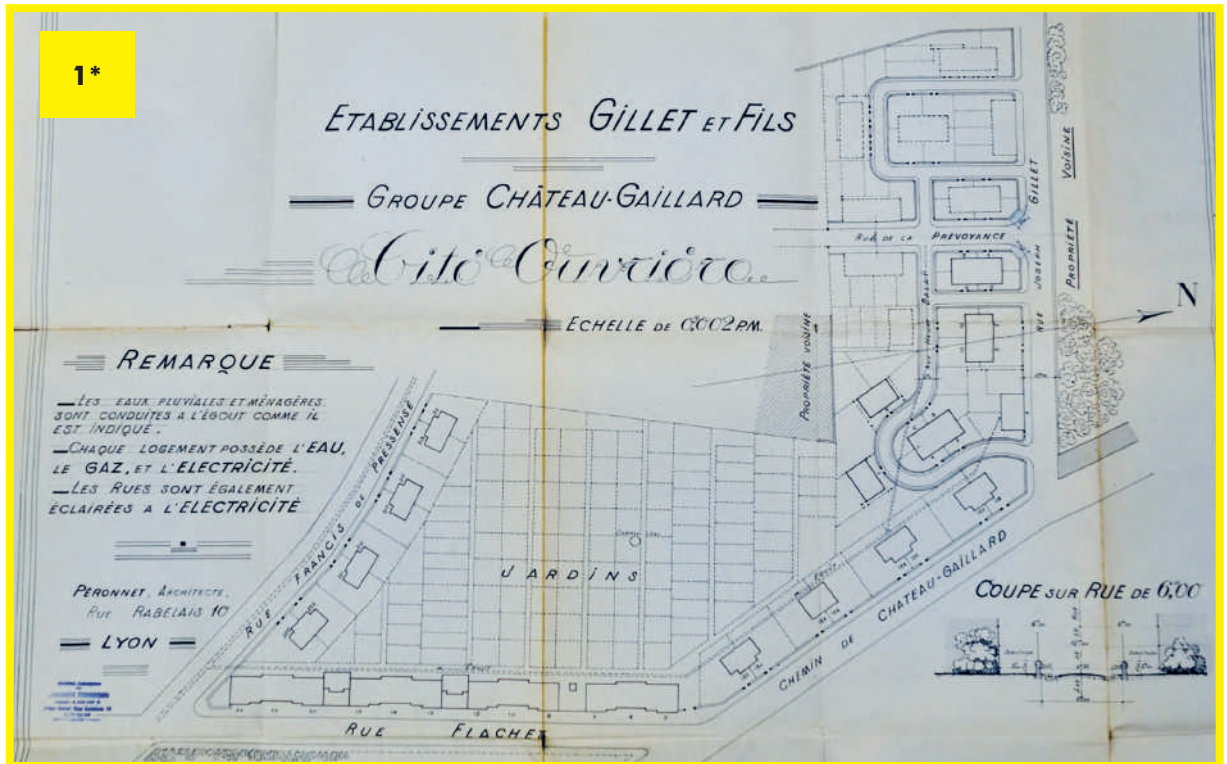 1*
ETABLISSEMENTS GILLET ET FILS
GROUPE CHÂTEAU-GAILLARD
Cité Ouvrière
ECHELLE DE 0,002 P.M.
REMARQUE
LES EAUX PLUVIALES ET MÉNAGÈRES
SONT CONDUITES A L'ÉGOUT COMME IL
EST INDIQUÉ.
CHAQUE LOGEMENT POSSÈDE L'EAU,
LE GAZ, ET L'ELECTRICITÉ.
LES RUES SONT ÉGALEMENT
ÉCLAIRÉES A L'ELECTRICITÉ
PÉRONNET, ARCHITECTE.
RUE RABELAIS 10
LYON
RUE FRANCIS DE PRESSENSÉ
JARDINS
RUE FLACHET
CHEMIN DE CHATEAU-GAILLARD
PROPRIÉTÉ VOISINE
RUE DE LA PRÉVOYANCE
RUE JOSEPH GILLET
PROPRIÉTÉ VOISINE
N
COUPE SUR RUE DE 6,00